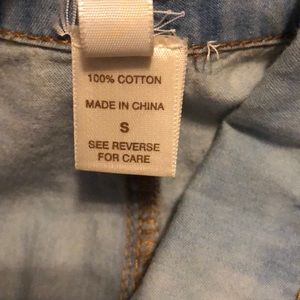 100% COTTON
MADE IN CHINA
S
SEE REVERSE
FOR CARE